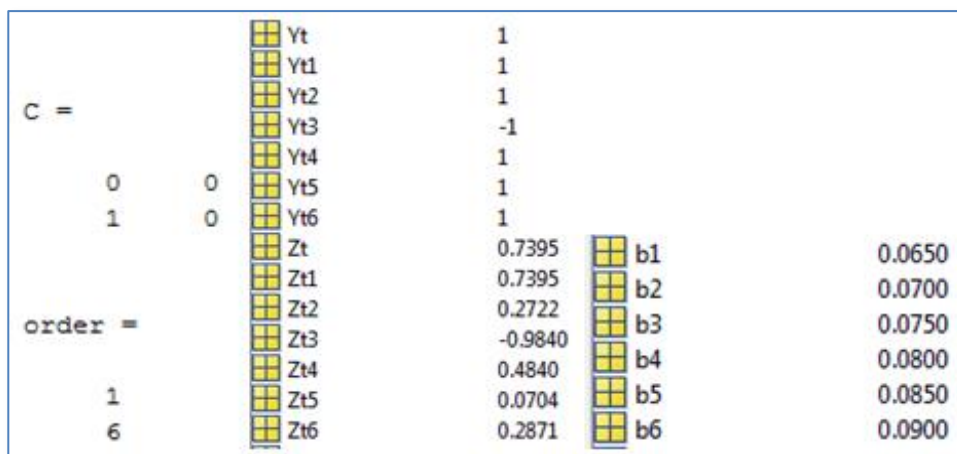 C =
0 0
1 0
order =
1
6
Yt 1
Yt1 1
Yt2 1
Yt3 -1
Yt4 1
Yt5 1
Yt6 1
Zt 0.7395
Zt1 0.7395
Zt2 0.2722
Zt3 -0.9840
Zt4 0.4840
Zt5 0.0704
Zt6 0.2871
b1 0.0650
b2 0.0700
b3 0.0750
b4 0.0800
b5 0.0850
b6 0.0900